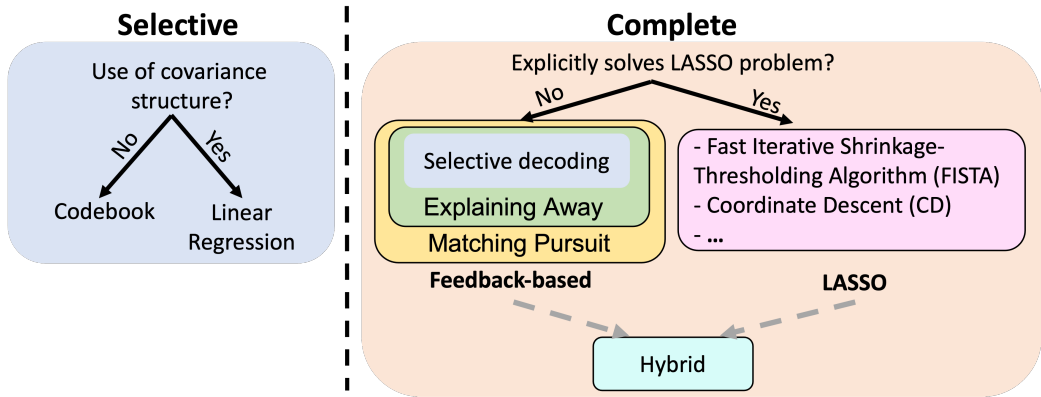 Selective
Use of covariance
structure?
No
Yes
Codebook
Linear
Regression
Complete
Explicitly solves LASSO problem?
No
Yes
Selective decoding
Explaining Away
Matching Pursuit
Feedback-based
- Fast Iterative Shrinkage-
Thresholding Algorithm (FISTA)
- Coordinate Descent (CD)
- ...
LASSO
Hybrid